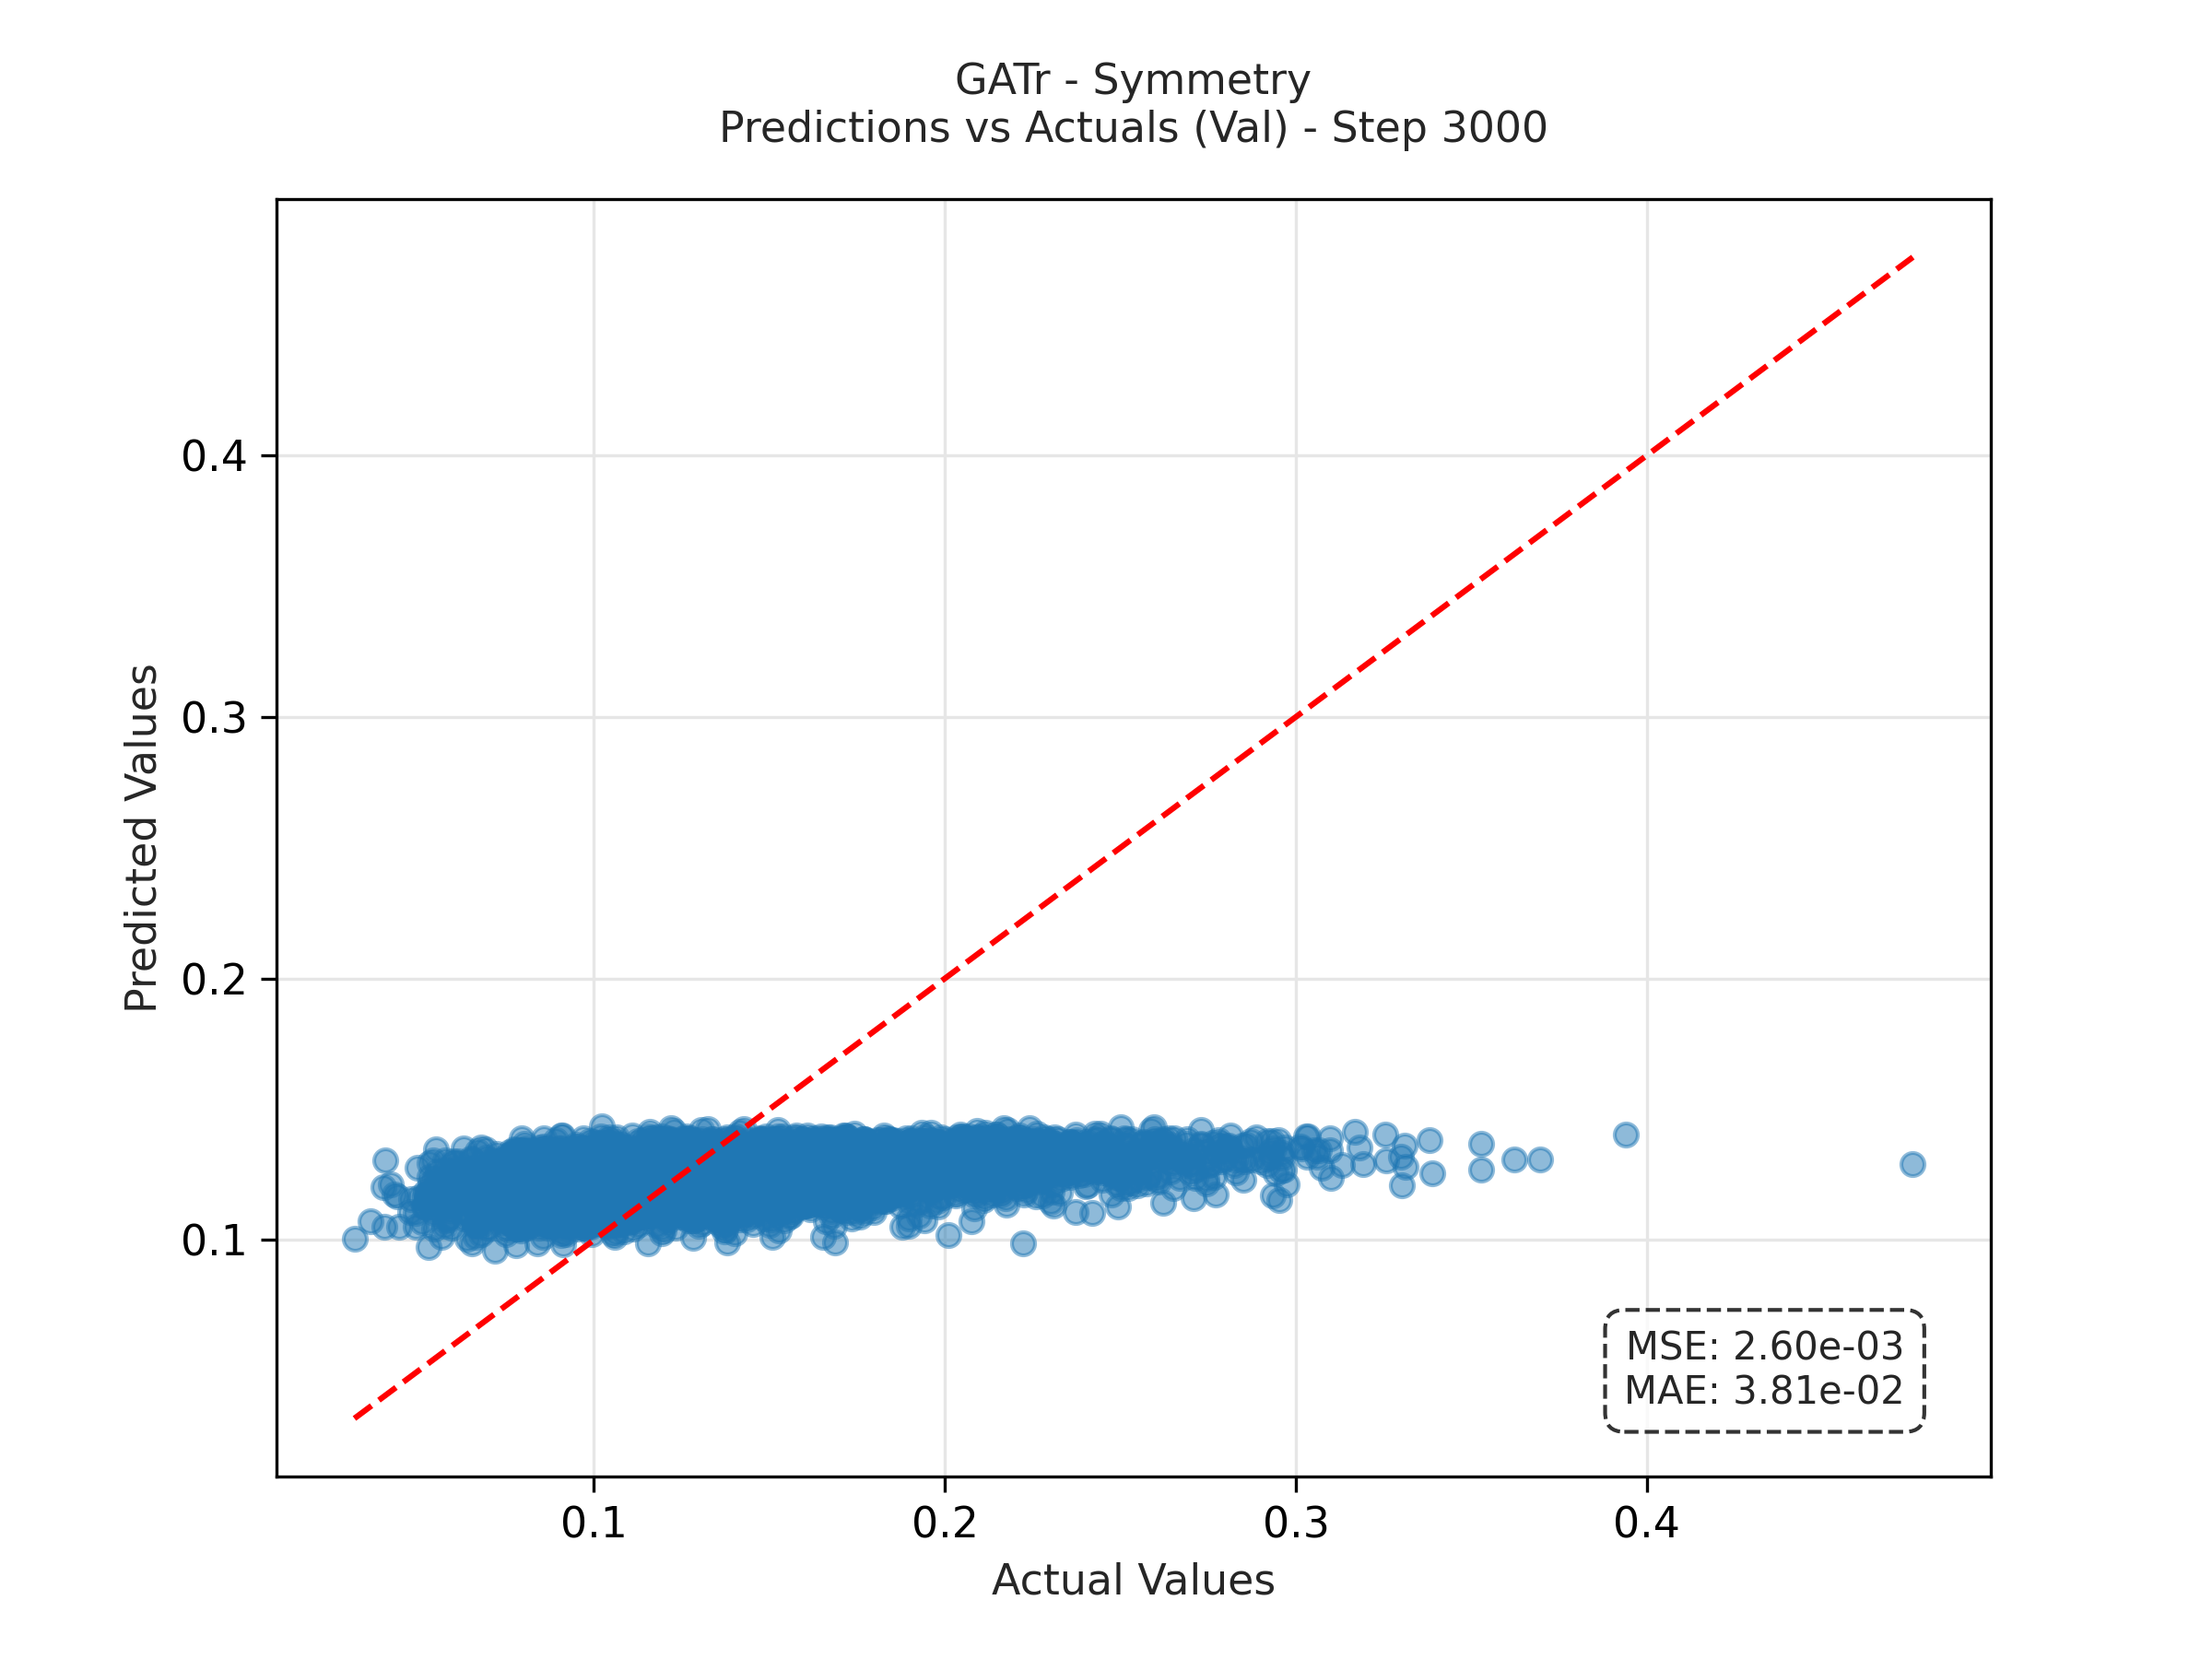 GATr - Symmetry
Predictions vs Actuals (Val) - Step 3000
Predicted Values
0.4
0.3
0.2
0.1
MSE: 2.60e-03
MAE: 3.81e-02
0.1 0.2 0.3 0.4
Actual Values